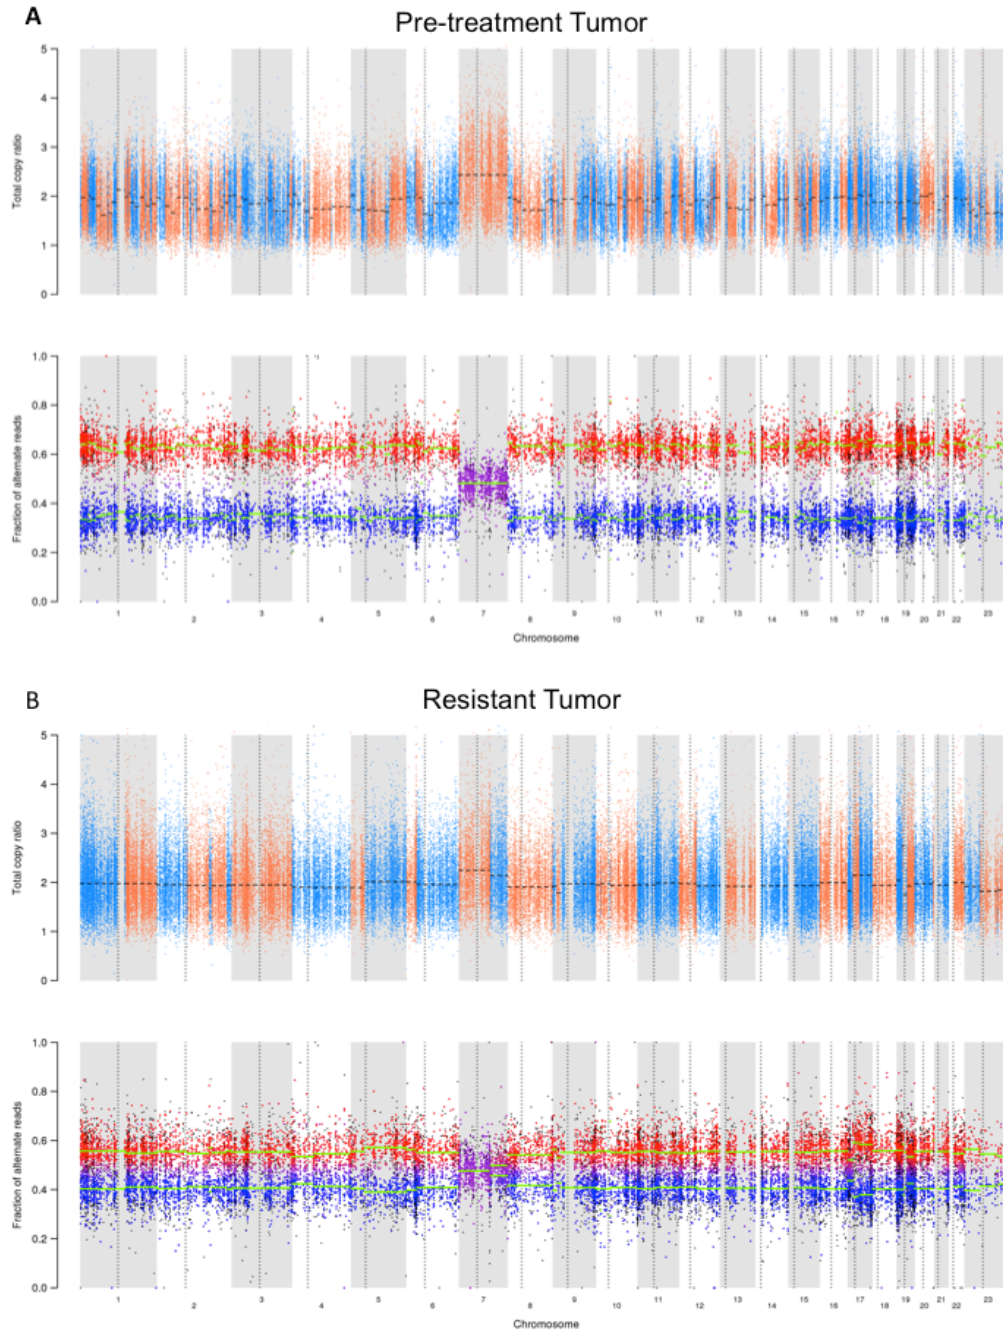 A
Pre-treatment Tumor
5
4
3
2
1
0
Total copy ratio
1.0
0.8
0.6
0.4
0.2
0.0
Fraction of alternate reads
1 2 3 4 5 6 7 8 9 10 11 12 13 14 15 16 17 18 19 20 21 22 23
Chromosome
B
Resistant Tumor
5
4
3
2
1
0
Total copy ratio
1.0
0.8
0.6
0.4
0.2
0.0
Fraction of alternate reads
1 2 3 4 5 6 7 8 9 10 11 12 13 14 15 16 17 18 19 20 21 22 23
Chromosome